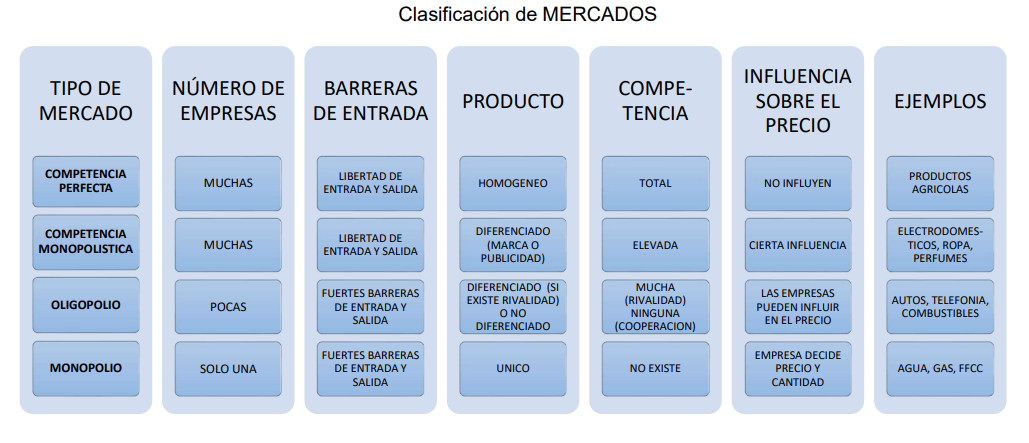 Clasificación de MERCADOS
TIPO DE
MERCADO
NÚMERO DE
EMPRESAS
BARRERAS
DE ENTRADA
PRODUCTO
COMPE-
TENCIA
INFLUENCIA
SOBRE EL
PRECIO
EJEMPLOS
COMPETENCIA
PERFECTA
MUCHAS
LIBERTAD DE
ENTRADA Y SALIDA
HOMOGENEO
TOTAL
NO INFLUYEN
PRODUCTOS
AGRICOLAS
COMPETENCIA
MONOPOLISTICA
MUCHAS
LIBERTAD DE
ENTRADA Y SALIDA
DIFERENCIADO
(MARCA O
PUBLICIDAD)
ELEVADA
CIERTA INFLUENCIA
ELECTRODOMES-
TICOS, ROPA,
PERFUMES
OLIGOPOLIO
POCAS
FUERTES BARRERAS
DE ENTRADA Y
SALIDA
DIFERENCIADO (SI
EXISTE RIVALIDAD)
O NO
DIFERENCIADO
MUCHA
(RIVALIDAD)
NINGUNA
(COOPERACION)
LAS EMPRESAS
PUEDEN INFLUIR
EN EL PRECIO
AUTOS, TELEFONIA,
COMBUSTIBLES
MONOPOLIO
SOLO UNA
FUERTES BARRERAS
DE ENTRADA Y
SALIDA
UNICO
NO EXISTE
EMPRESA DECIDE
PRECIO Y
CANTIDAD
AGUA, GAS, FFCC